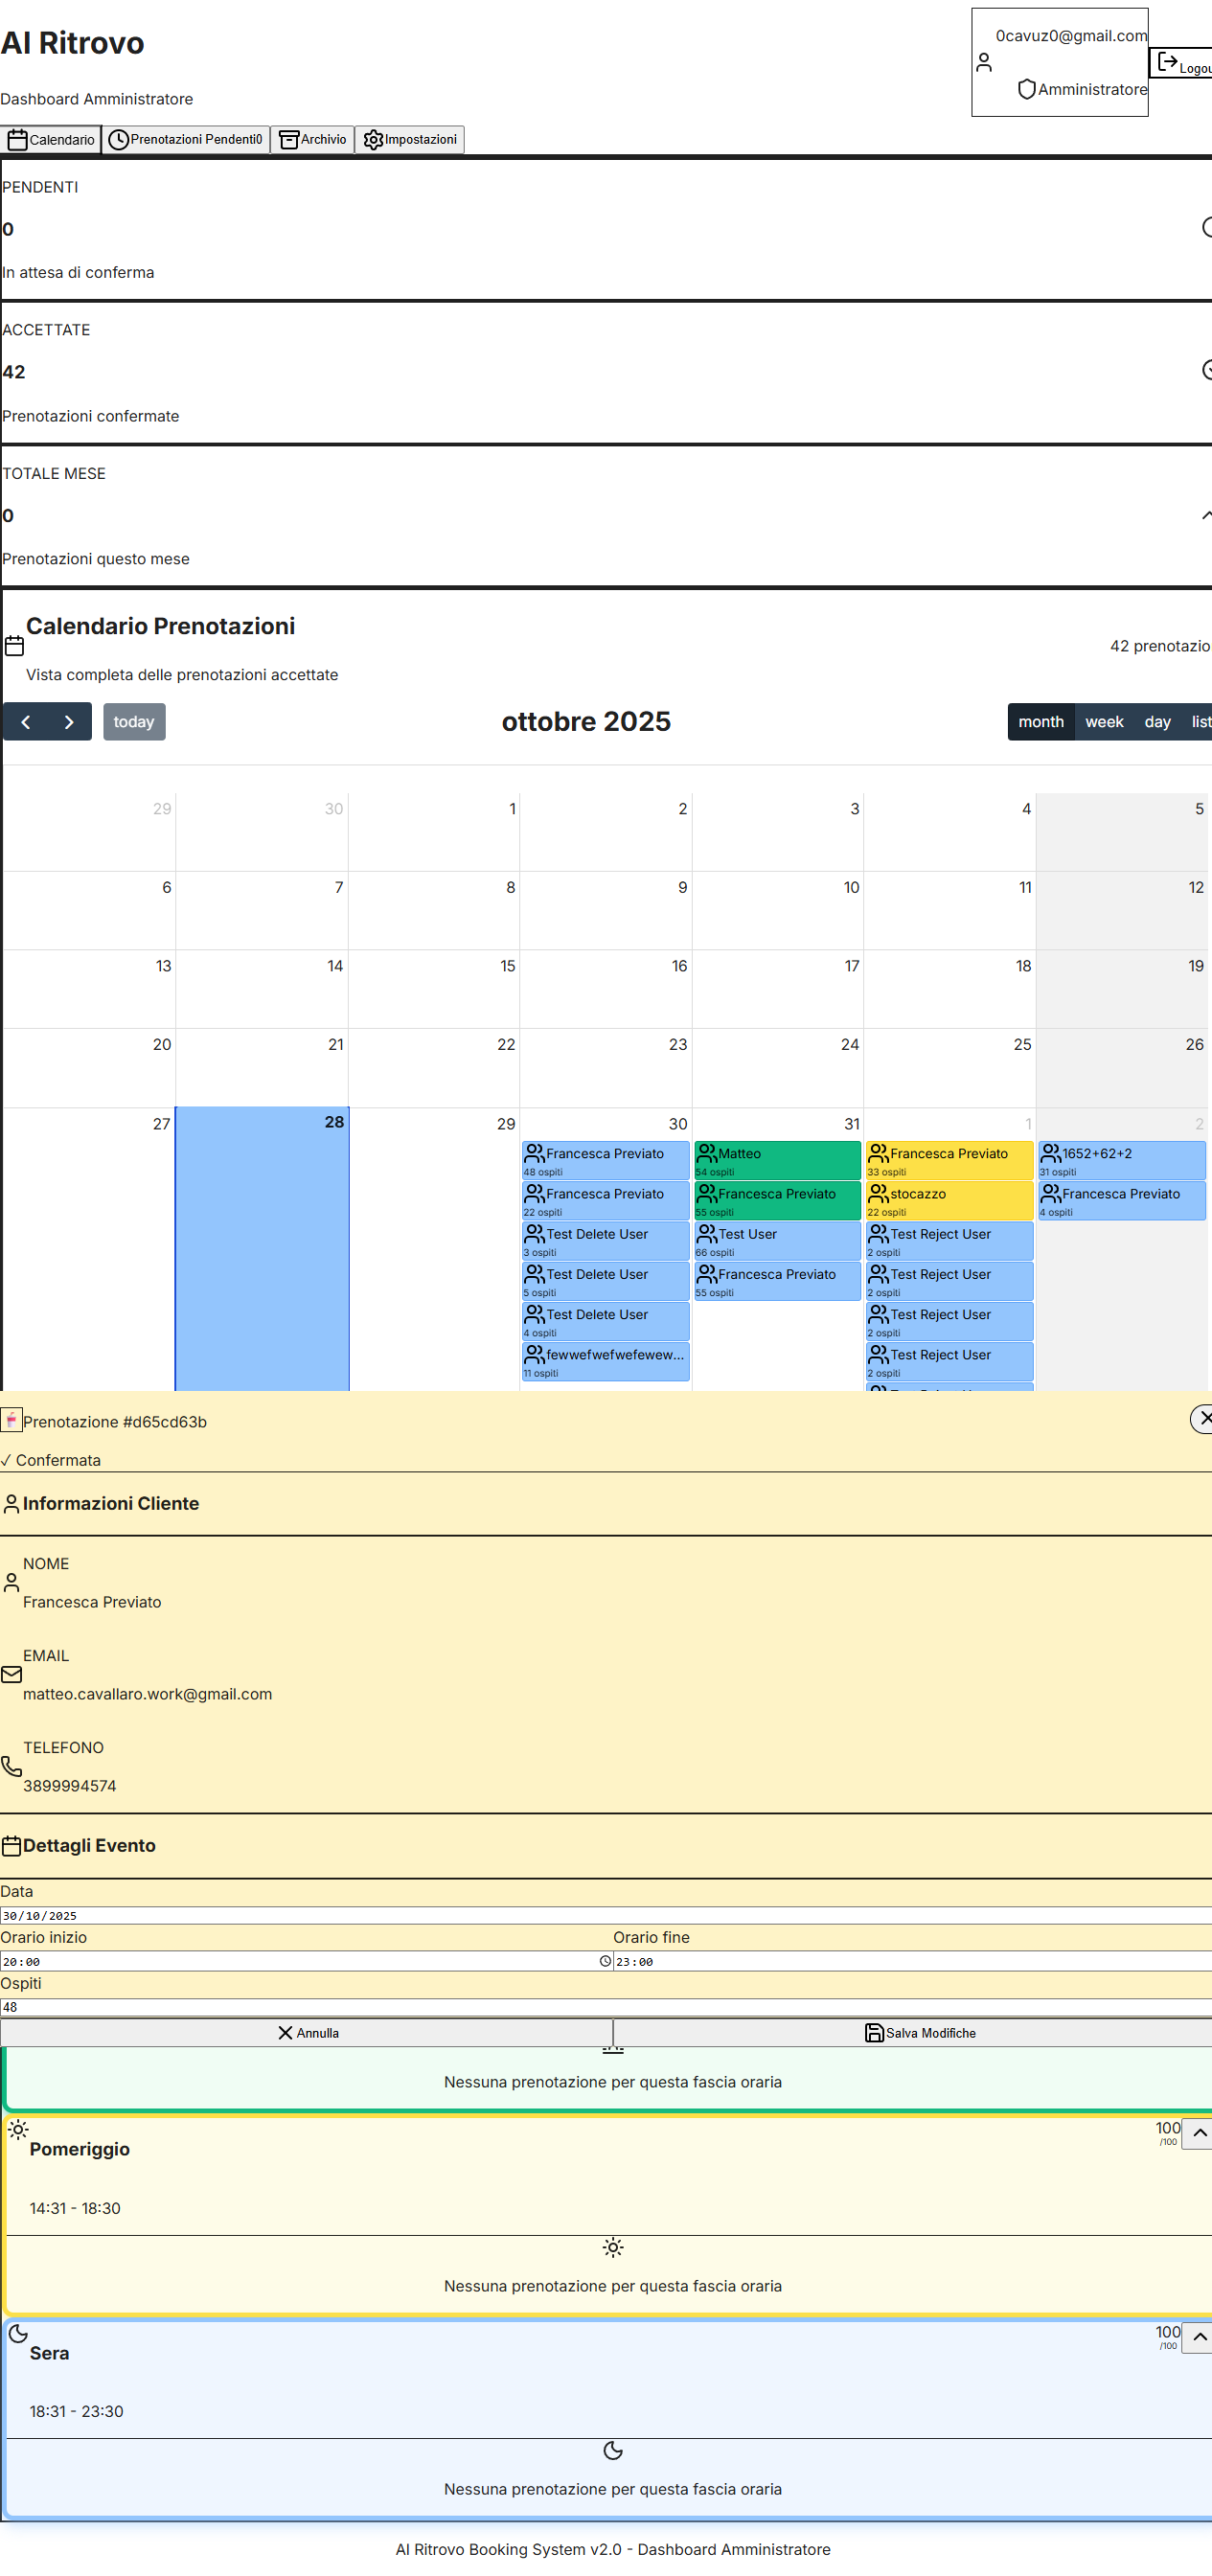 Al Ritrovo
0cavuz0@gmail.com
Amministratore
Logou
Dashboard Amministratore
Calendario
Prenotazioni Pendenti0
Archivio
Impostazioni
PENDENTI
0
In attesa di conferma
ACCETTATE
42
Prenotazioni confermate
TOTALE MESE
0
Prenotazioni questo mese
Calendario Prenotazioni
Vista completa delle prenotazioni accettate
42 prenotazio
today
ottobre 2025
month week day list
29 30 1 2 3 4 5
6 7 8 9 10 11 12
13 14 15 16 17 18 19
20 21 22 23 24 25 26
27 28 29 30 31 1 2
Francesca Previato
48 ospiti
Francesca Previato
22 ospiti
Test Delete User
3 ospiti
Test Delete User
5 ospiti
Test Delete User
4 ospiti
fewwefwefwefewew...
11 ospiti
Matteo
54 ospiti
Francesca Previato
55 ospiti
Test User
66 ospiti
Francesca Previato
55 ospiti
Francesca Previato
33 ospiti
stocazzo
22 ospiti
Test Reject User
2 ospiti
Test Reject User
2 ospiti
Test Reject User
2 ospiti
Test Reject User
2 ospiti
1652+62+2
31 ospiti
Francesca Previato
4 ospiti
Prenotazione #d65cd63b
✓ Confermata
Informazioni Cliente
NOME
Francesca Previato
EMAIL
matteo.cavallaro.work@gmail.com
TELEFONO
3899994574
Dettagli Evento
Data
30/10/2025
Orario inizio
Orario fine
20:00
23:00
Ospiti
48
Annulla
Salva Modifiche
Nessuna prenotazione per questa fascia oraria
Pomeriggio
100
/100
14:31 - 18:30
Nessuna prenotazione per questa fascia oraria
Sera
100
/100
18:31 - 23:30
Nessuna prenotazione per questa fascia oraria
Al Ritrovo Booking System v2.0 - Dashboard Amministratore